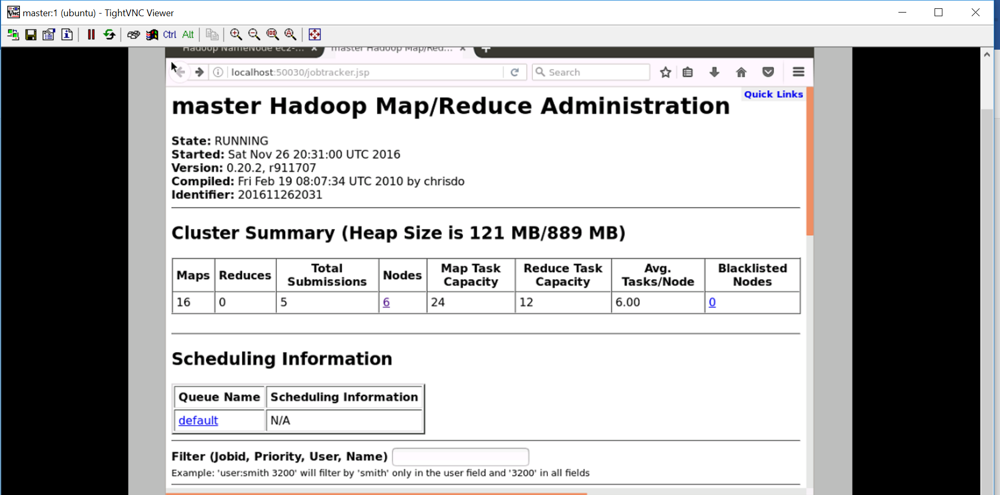 master:1 (ubuntu) - TightVNC Viewer
Ctrl Alt
Hadoop NameNode ec2-... × master Hadoop Map/Red... × +
localhost:50030/jobtracker.jsp Search
Quick Links
master Hadoop Map/Reduce Administration
State: RUNNING
Started: Sat Nov 26 20:31:00 UTC 2016
Version: 0.20.2, r911707
Compiled: Fri Feb 19 08:07:34 UTC 2010 by chrisdo
Identifier: 201611262031
Cluster Summary (Heap Size is 121 MB/889 MB)
Maps Reduces Total Submissions Nodes Map Task Capacity Reduce Task Capacity Avg. Tasks/Node Blacklisted Nodes
16 0 5 6 24 12 6.00 0
Scheduling Information
Queue Name Scheduling Information
default N/A
Filter (Jobid, Priority, User, Name)
Example: 'user:smith 3200' will filter by 'smith' only in the user field and '3200' in all fields